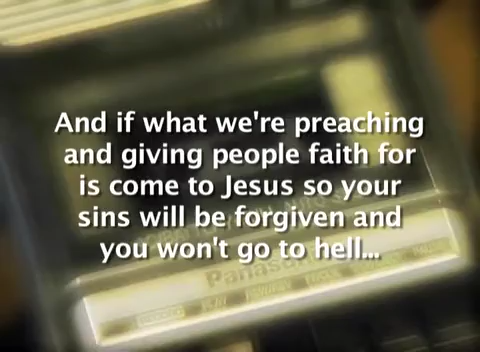 And if what we're preaching
and giving people faith for
is come to Jesus so your
sins will be forgiven and
you won't go to hell...